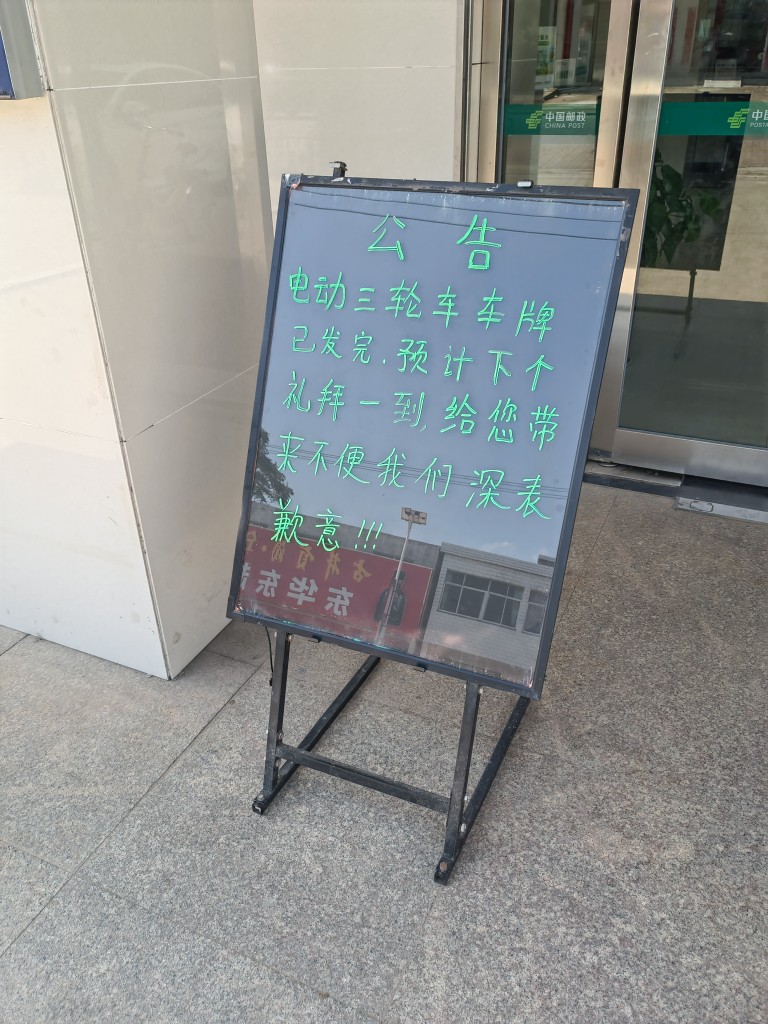 中国邮政
CHINA POST
中国
POSTA
公告
电动三轮车车牌
已发完.预计下个
礼拜一到,给您带
来不便我们深表
歉意!!!
东华东